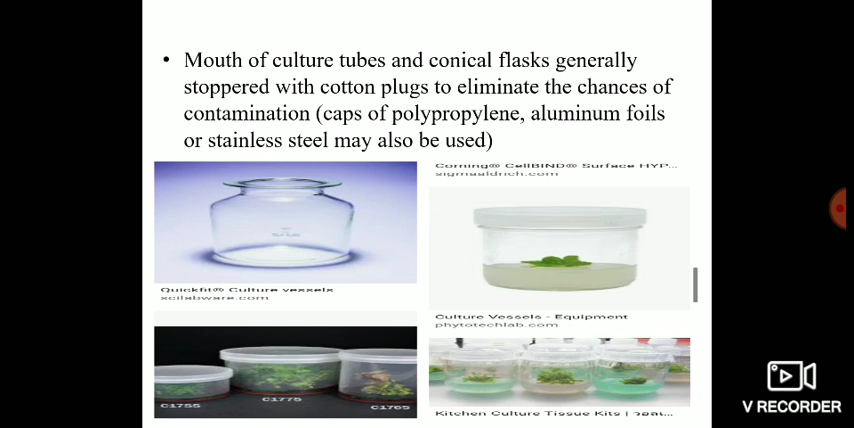 • Mouth of culture tubes and conical flasks generally
stoppered with cotton plugs to eliminate the chances of
contamination (caps of polypropylene, aluminum foils
or stainless steel may also be used)
Corning® CellBIND® Surface HYP...
sigmaaldrich.com
Quickfit® Culture vessels
scilabware.com
Culture Vessels - Equipment
phytotechlab.com
C1755
C1775
C1765
Kitchen Culture Tissue Kits |
V RECORDER